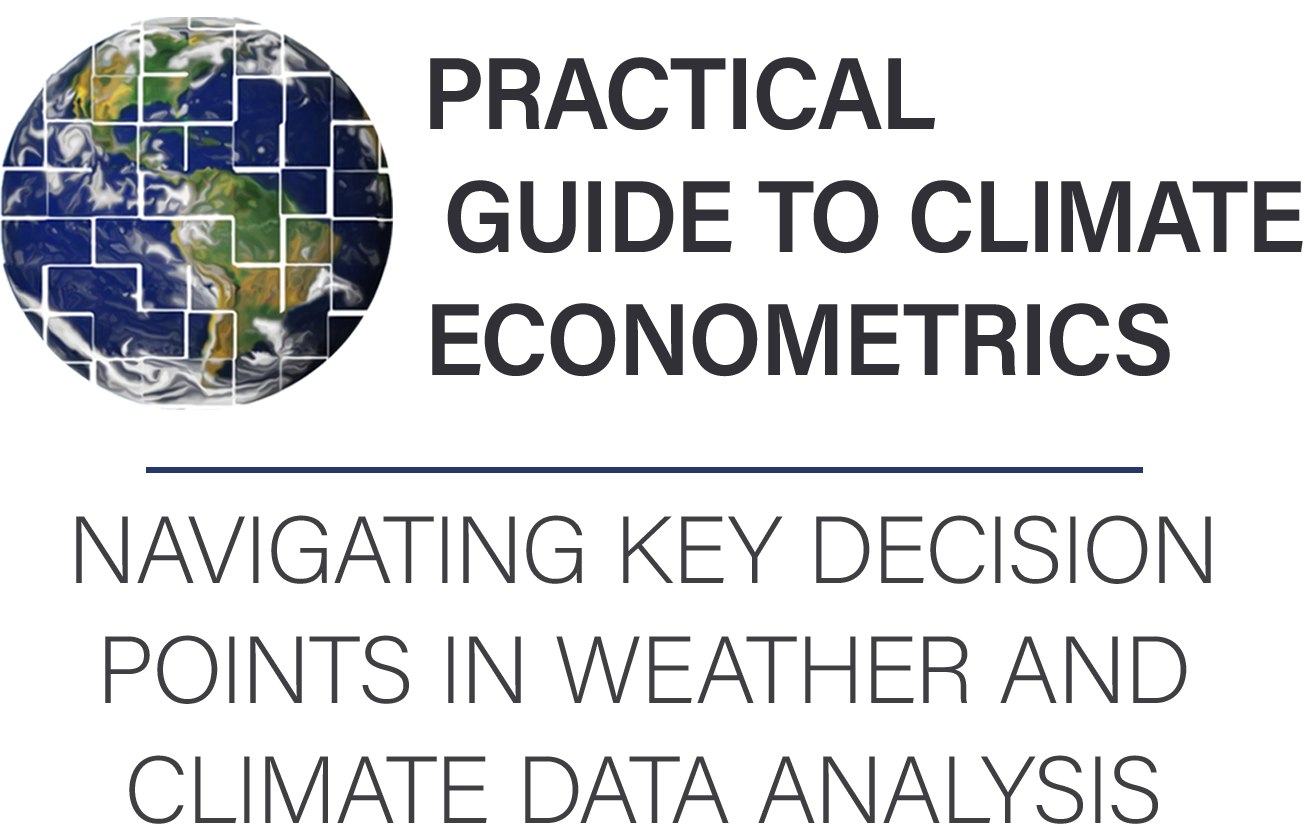 PRACTICAL
GUIDE TO CLIMATE
ECONOMETRICS
NAVIGATING KEY DECISION
POINTS IN WEATHER AND
CLIMATE DATA ANALYSIS